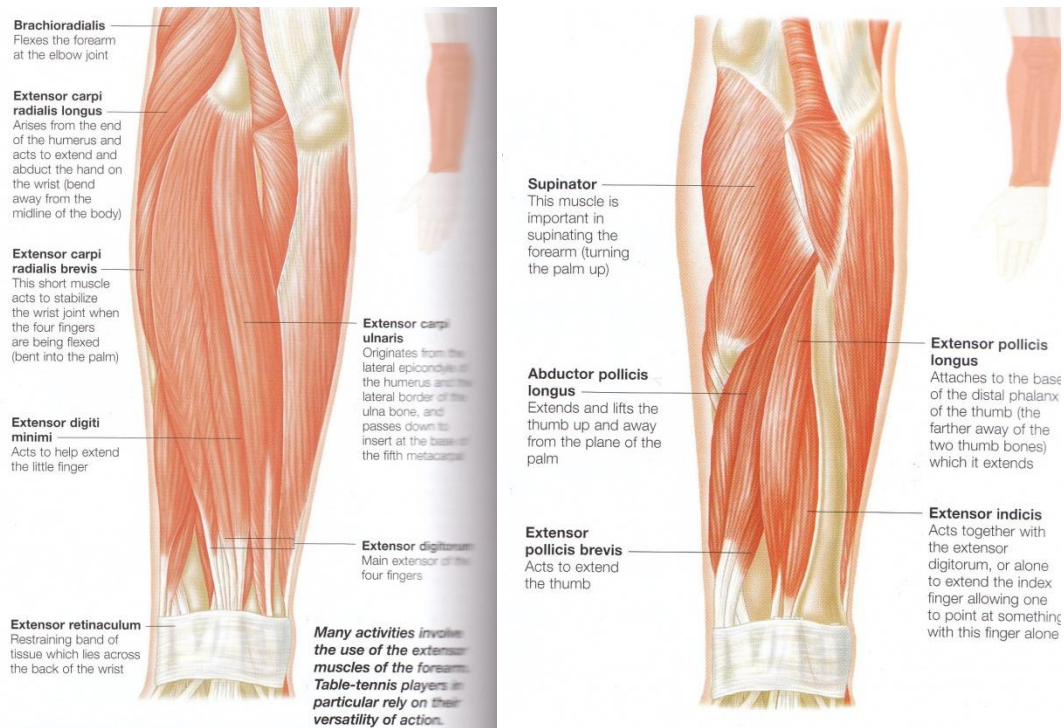 Brachioradialis
Flexes the forearm
at the elbow joint
Extensor carpi
radialis longus
Arises from the end
of the humerus and
acts to extend and
abduct the hand on
the wrist (bend
away from the
midline of the body)
Extensor carpi
radialis brevis
This short muscle
acts to stabilize
the wrist joint when
the four fingers
are being flexed
(bent into the palm)
Extensor digiti
minimi
Acts to help extend
the little finger
Extensor retinaculum
Restraining band of
tissue which lies across
the back of the wrist
Extensor carpi
ulnaris
Originates from the
lateral epicondyle of
the humerus and the
lateral border of the
ulna bone, and
passes down to
insert at the base of
the fifth metacarpal
Extensor digitorum
Main extensor of the
four fingers
Many activities involve
the use of the extensor
muscles of the forearm.
Table-tennis players in
particular rely on their
versatility of action.
Supinator
This muscle is
important in
supinating the
forearm (turning
the palm up)
Abductor pollicis
longus
Extends and lifts the
thumb up and away
from the plane of the
palm
Extensor
pollicis brevis
Acts to extend
the thumb
Extensor pollicis
longus
Attaches to the base
of the distal phalanx
of the thumb (the
farther away of the
two thumb bones)
which it extends
Extensor indicis
Acts together with
the extensor
digitorum, or alone
to extend the index
finger allowing one
to point at something
with this finger alone